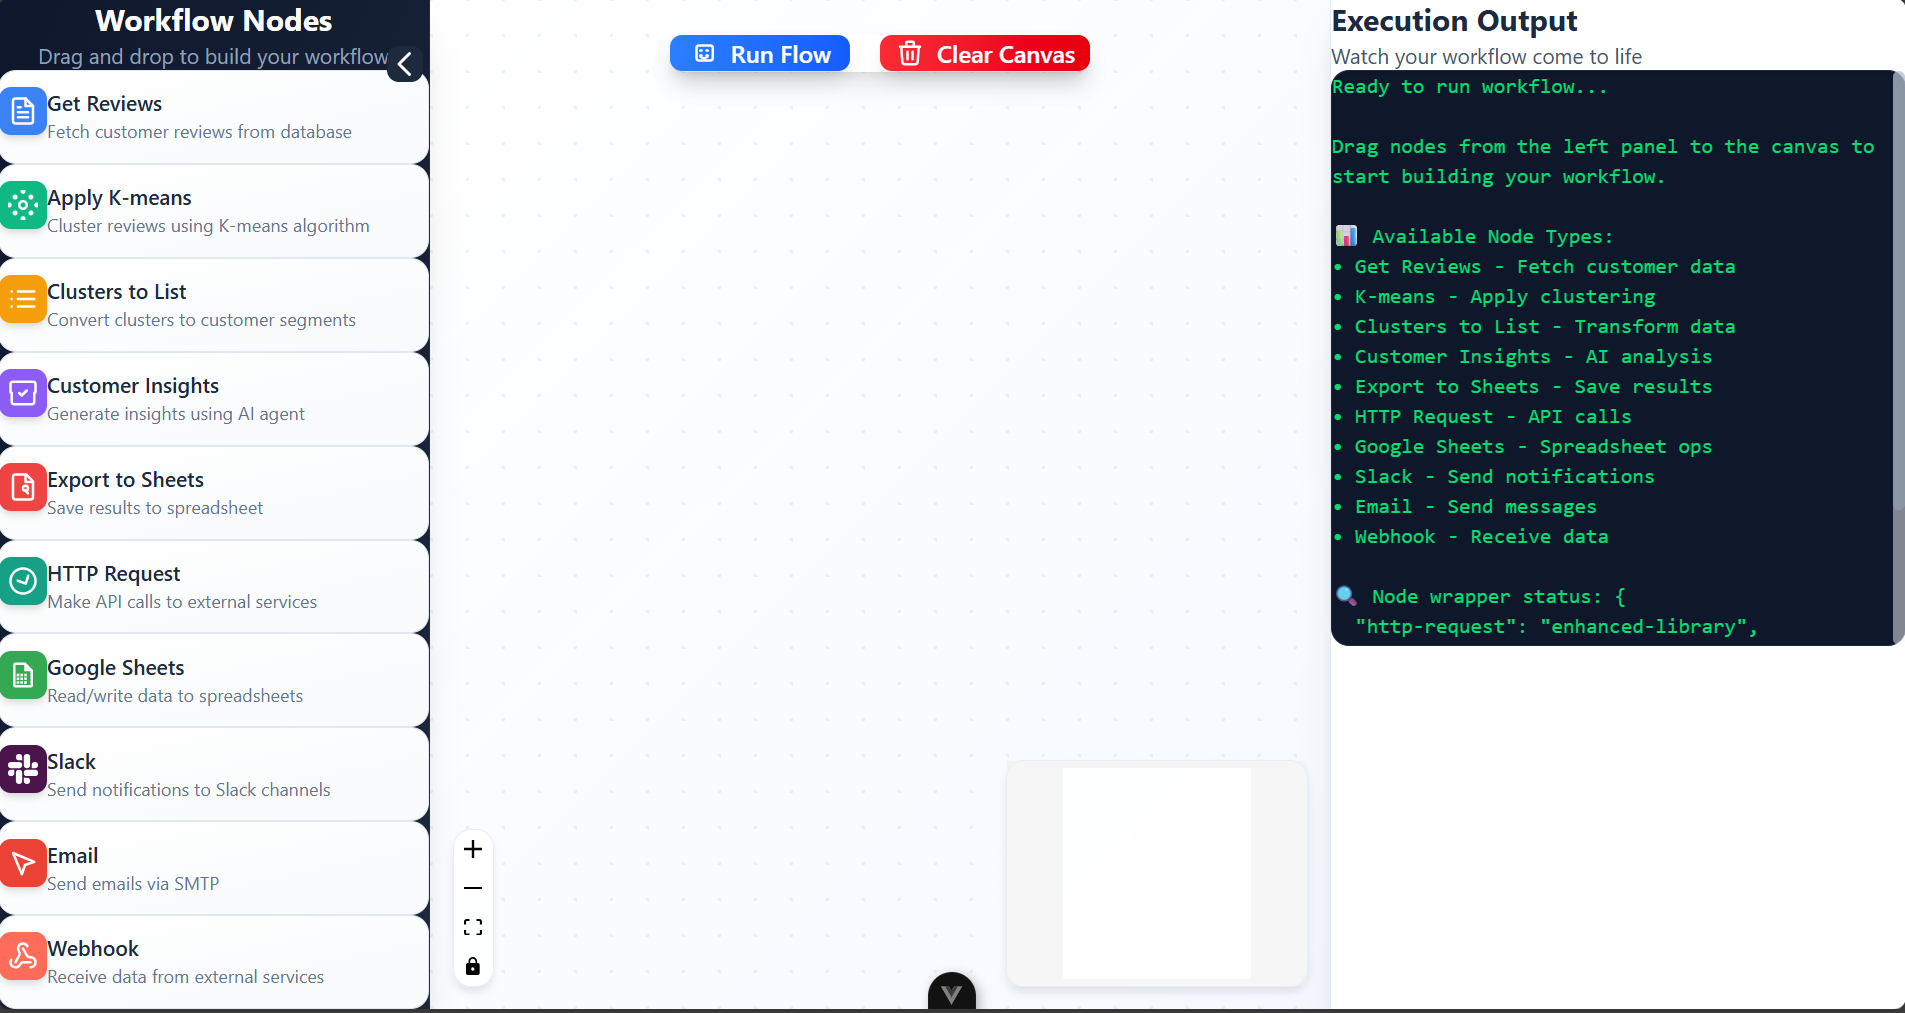 Workflow Nodes
Drag and drop to build your workflow
Get Reviews
Fetch customer reviews from database
Apply K-means
Cluster reviews using K-means algorithm
Clusters to List
Convert clusters to customer segments
Customer Insights
Generate insights using AI agent
Export to Sheets
Save results to spreadsheet
HTTP Request
Make API calls to external services
Google Sheets
Read/write data to spreadsheets
Slack
Send notifications to Slack channels
Email
Send emails via SMTP
Webhook
Receive data from external services
Run Flow
Clear Canvas
Execution Output
Watch your workflow come to life
Ready to run workflow...
Drag nodes from the left panel to the canvas to
start building your workflow.
📊 Available Node Types:
• Get Reviews - Fetch customer data
• K-means - Apply clustering
• Clusters to List - Transform data
• Customer Insights - AI analysis
• Export to Sheets - Save results
• HTTP Request - API calls
• Google Sheets - Spreadsheet ops
• Slack - Send notifications
• Email - Send messages
• Webhook - Receive data
🔍 Node wrapper status: {
"http-request": "enhanced-library",